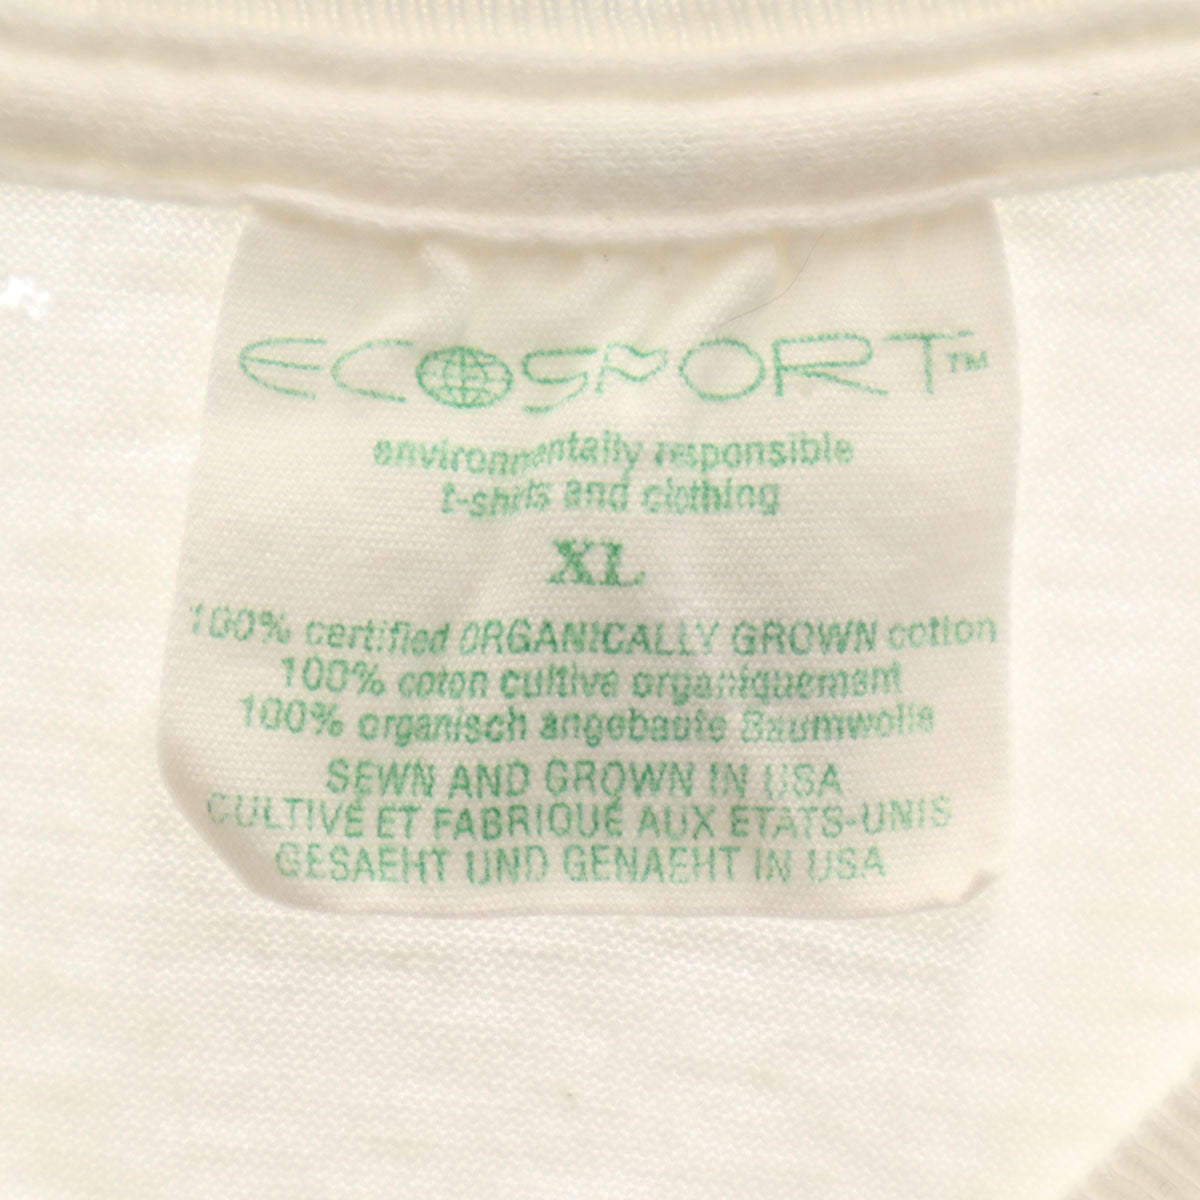 ECOSPORT™
environmentally responsible
t-shirts and clothing
XL
100% certified ORGANICALLY GROWN cotton
100% coton cultive organiquement
100% organisch angebaute Baumwolle
SEWN AND GROWN IN USA
CULTIVÉ ET FABRIQUÉ AUX ETATS-UNIS
GESAEHT UND GENAEHT IN USA